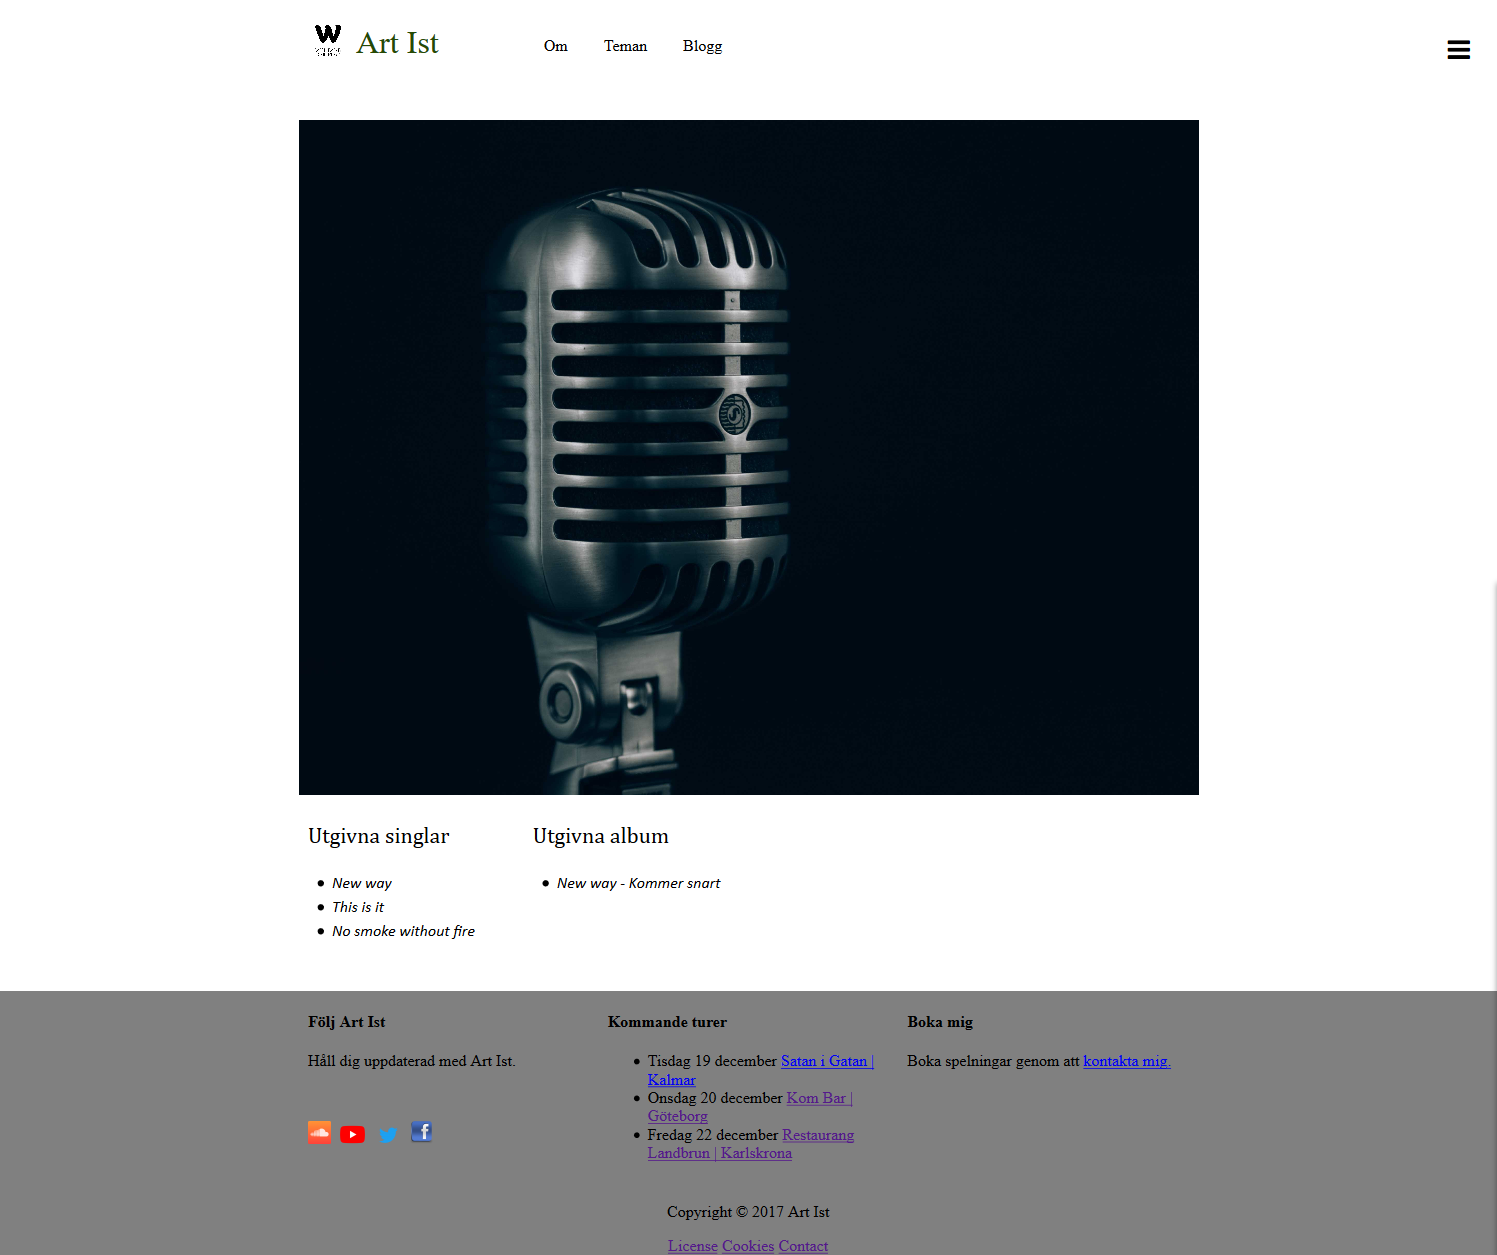 W
Art Ist
Om Teman Blogg
Utgivna singlar
New way
This is it
No smoke without fire
Utgivna album
New way - Kommer snart
Följ Art Ist
Håll dig uppdaterad med Art Ist.
Kommande turer
Tisdag 19 december Satan i Gatan |
Kalmar
Onsdag 20 december Kom Bar |
Göteborg
Fredag 22 december Restaurang
Landbrun | Karlskrona
Boka mig
Boka spelningar genom att kontakta mig.
Copyright © 2017 Art Ist
License Cookies Contact